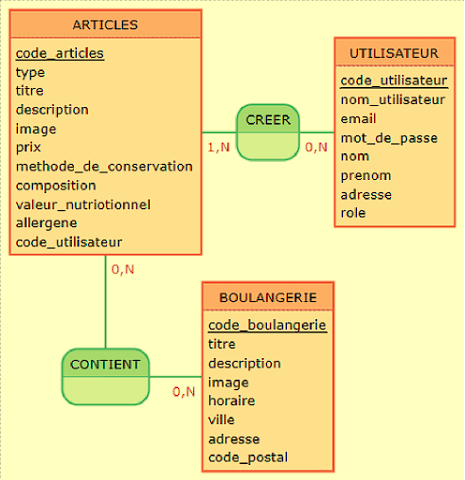 ARTICLES
code_articles
type
titre
description
image
prix
methode_de_conservation
composition
valeur_nutriotionnel
allergene
code_utilisateur
CREER
1,N
0,N
UTILISATEUR
code_utilisateur
nom_utilisateur
email
mot_de_passe
nom
prenom
adresse
role
0,N
CONTIENT
0,N
BOULANGERIE
code_boulangerie
titre
description
image
horaire
ville
adresse
code_postal